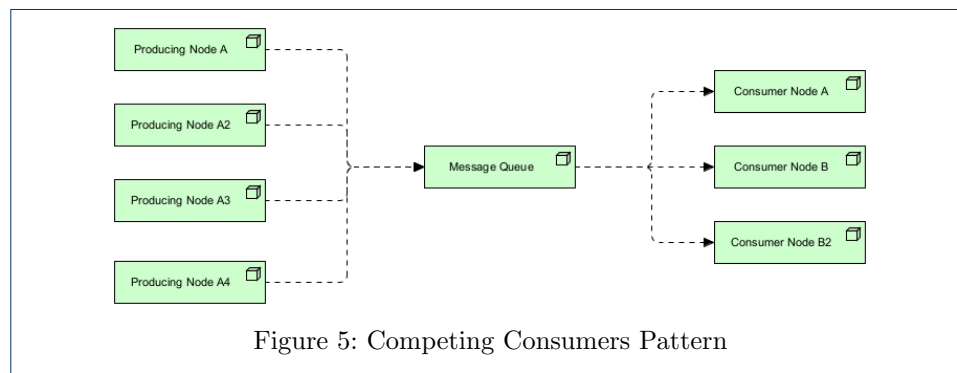 Producing Node A
Producing Node A2
Producing Node A3
Producing Node A4
Message Queue
Consumer Node A
Consumer Node B
Consumer Node B2
Figure 5: Competing Consumers Pattern